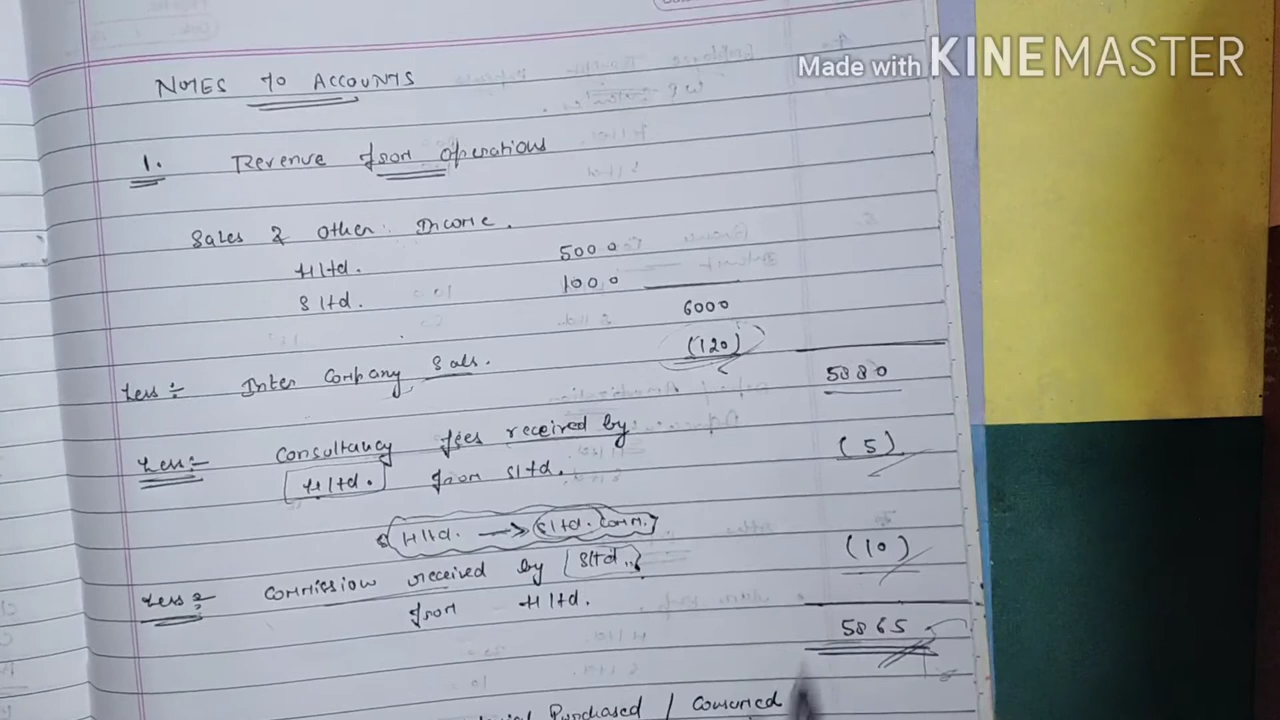 Made with KINEMASTER
NOTES TO ACCOUNTS
1. Revenue from Operations
Sales & Other Income.
H ltd. 5000
S ltd. 1000
6000
Less:- Inter Company Sals. (120)
5880
Less:- Consultancy fees received by (5)
H ltd. from S ltd.
H ltd. → S ltd. Comm.
Less:- Commission received by S ltd. (10)
from H ltd.
5865
Purchased / Consumed